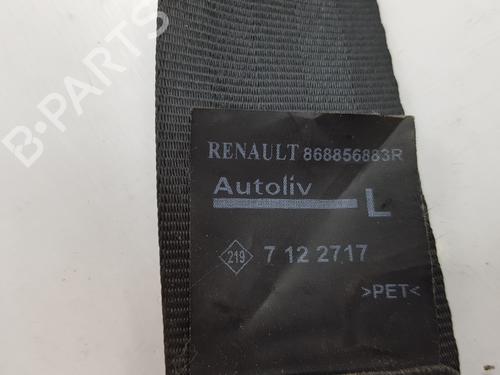 B-PARTS
RENAULT 868856883R
Autoliv
L
219 7 12 2717
>PET<